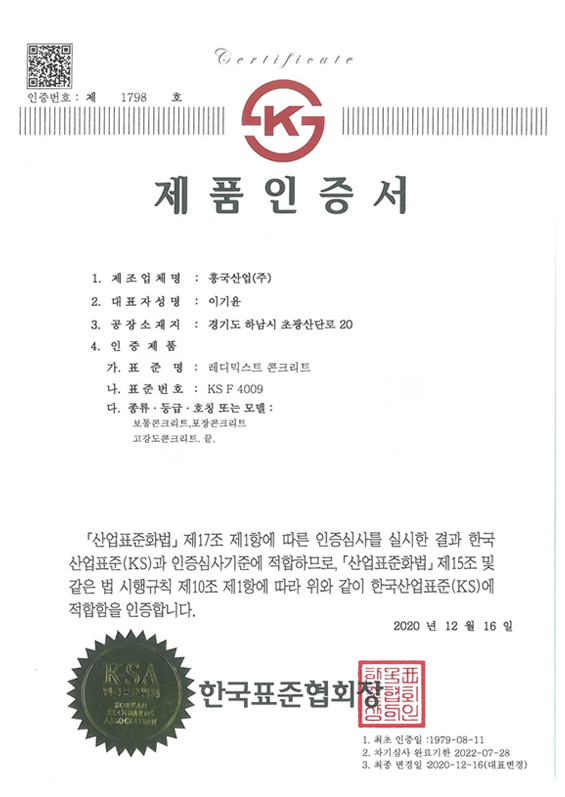 Certificate
인증번호 : 제 1798 호
KS
제 품 인 증 서
1. 제 조 업 체 명 : 흥국산업(주)
2. 대 표 자 성 명 : 이기윤
3. 공 장 소 재 지 : 경기도 하남시 초광산단로 20
4. 인 증 제 품
가. 표 준 명 : 레디믹스트 콘크리트
나. 표 준 번 호 : KS F 4009
다. 종류 · 등급 · 호칭 또는 모델 :
보통콘크리트,포장콘크리트
고강도콘크리트. 끝.
「산업표준화법」 제17조 제1항에 따른 인증심사를 실시한 결과 한국
산업표준(KS)과 인증심사기준에 적합하므로, 「산업표준화법」 제15조 및
같은 법 시행규칙 제10조 제1항에 따라 위와 같이 한국산업표준(KS)에
적합함을 인증합니다.
2020 년 12 월 16 일
KSA
한국표준협회
KOREAN
STANDARDS
ASSOCIATION
한국표준협회장
1. 최초 인증일 :1979-08-11
2. 차기심사 완료기한 2022-07-28
3. 최종 변경일 :2020-12-16(대표변경)